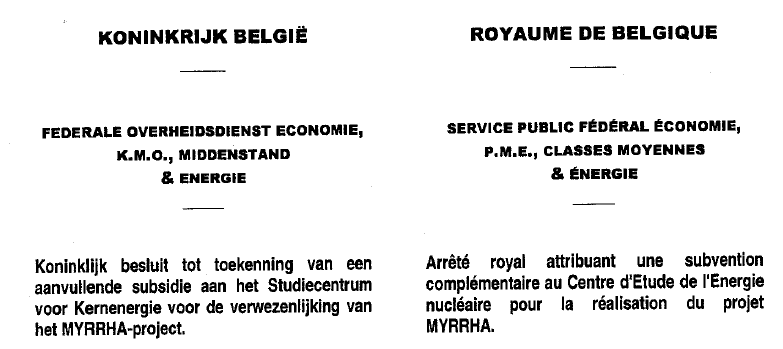 KONINKRIJK BELGIË
FEDERALE OVERHEIDSDIENST ECONOMIE,
K.M.O., MIDDENSTAND
& ENERGIE
Koninklijk besluit tot toekenning van een
aanvullende subsidie aan het Studiecentrum
voor Kernenergie voor de verwezenlijking van
het MYRRHA-project.
ROYAUME DE BELGIQUE
SERVICE PUBLIC FÉDÉRAL ÉCONOMIE,
P.M.E., CLASSES MOYENNES
& ÉNERGIE
Arrêté royal attribuant une subvention
complémentaire au Centre d'Etude de l'Energie
nucléaire pour la réalisation du projet
MYRRHA.